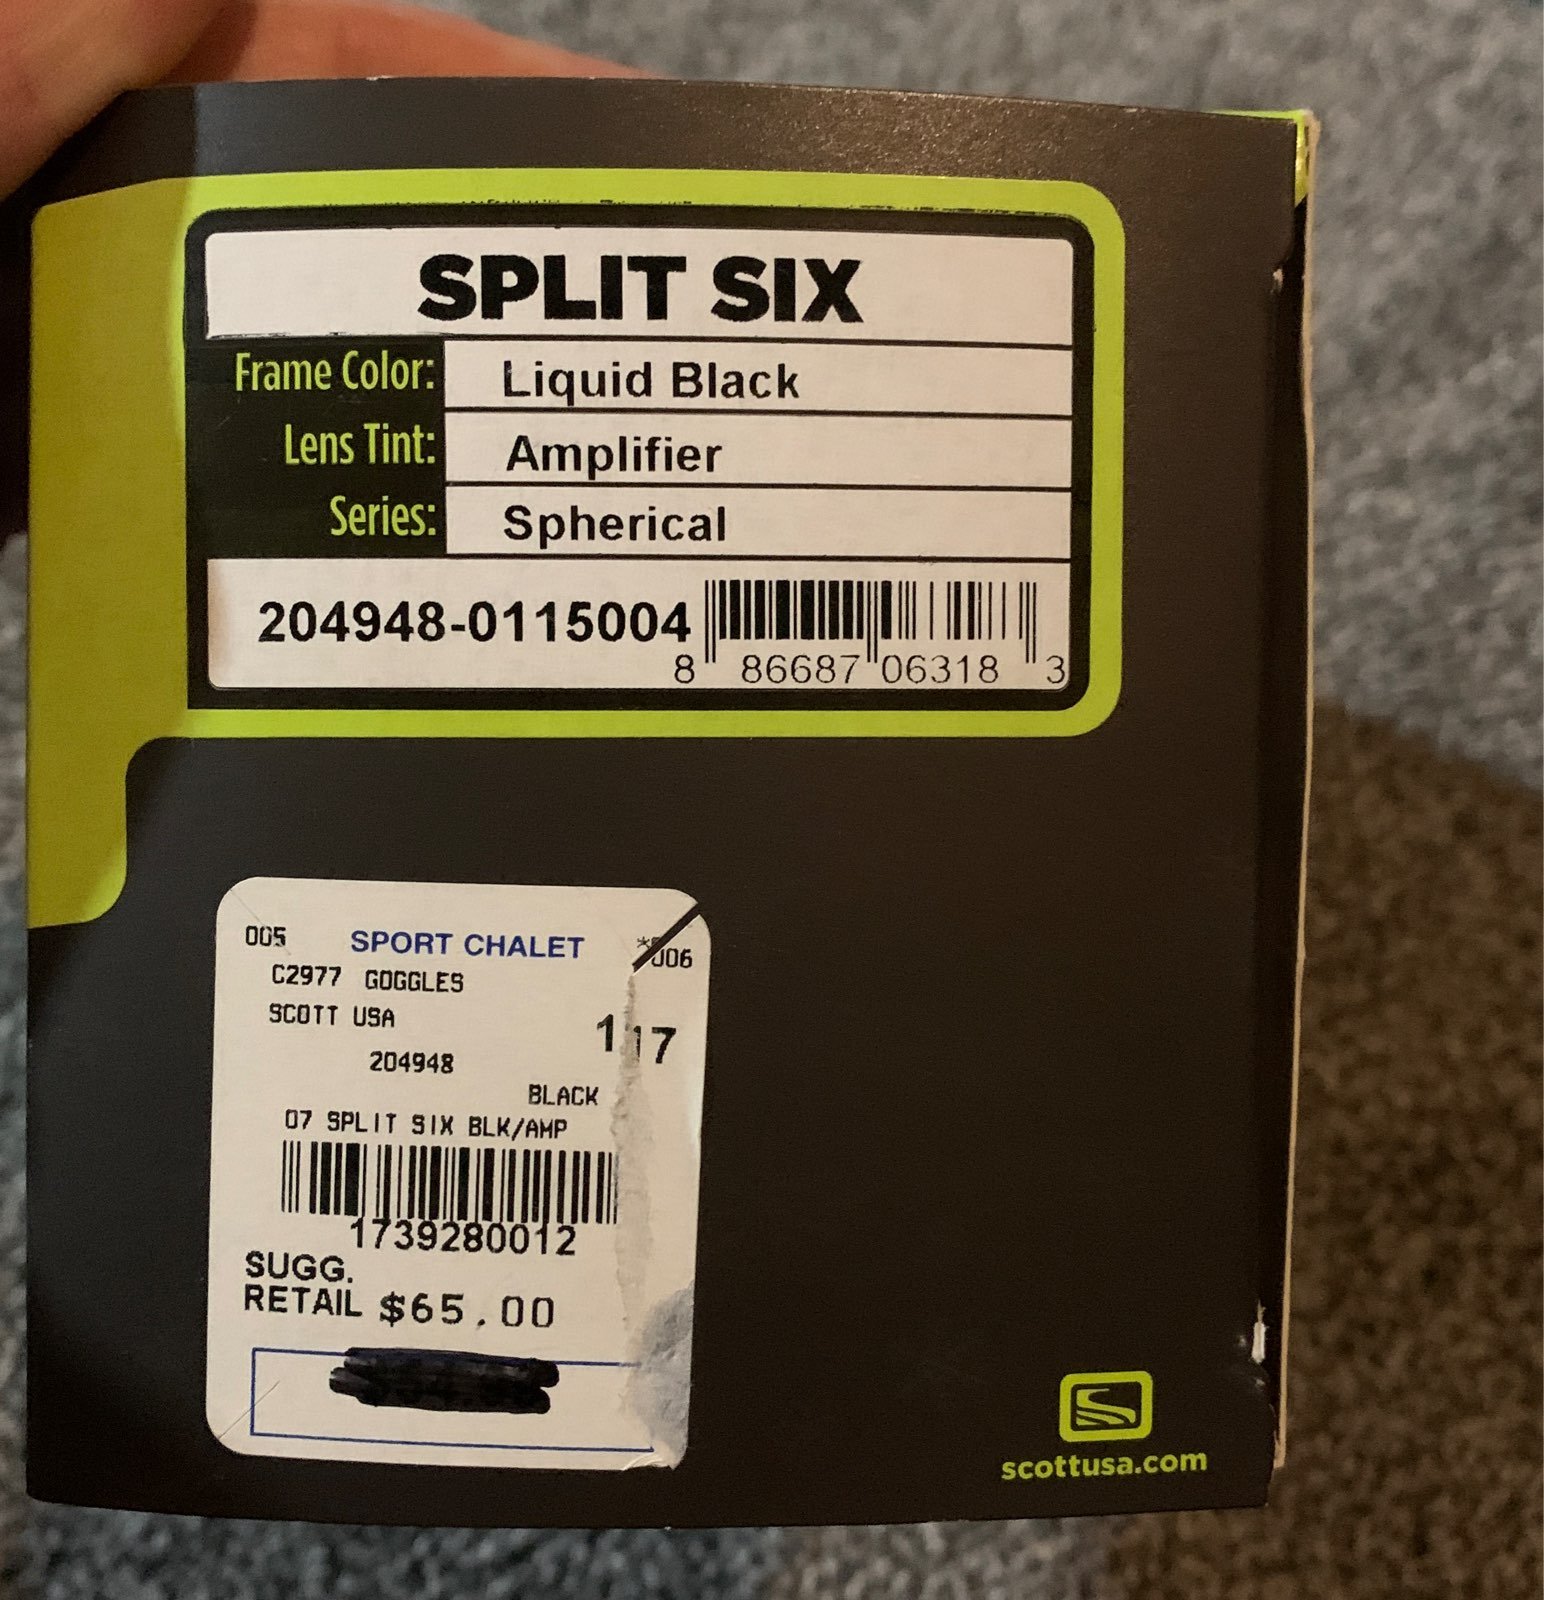 SPLIT SIX
Frame Color: Liquid Black
Lens Tint: Amplifier
Series: Spherical
204948-0115004
8 86687 06318 3
005 SPORT CHALET
C2977 GOGGLES
SCOTT USA
204948
BLACK
07 SPLIT SIX BLK/AMP
1739280012
SUGG.
RETAIL $65.00
scottusa.com